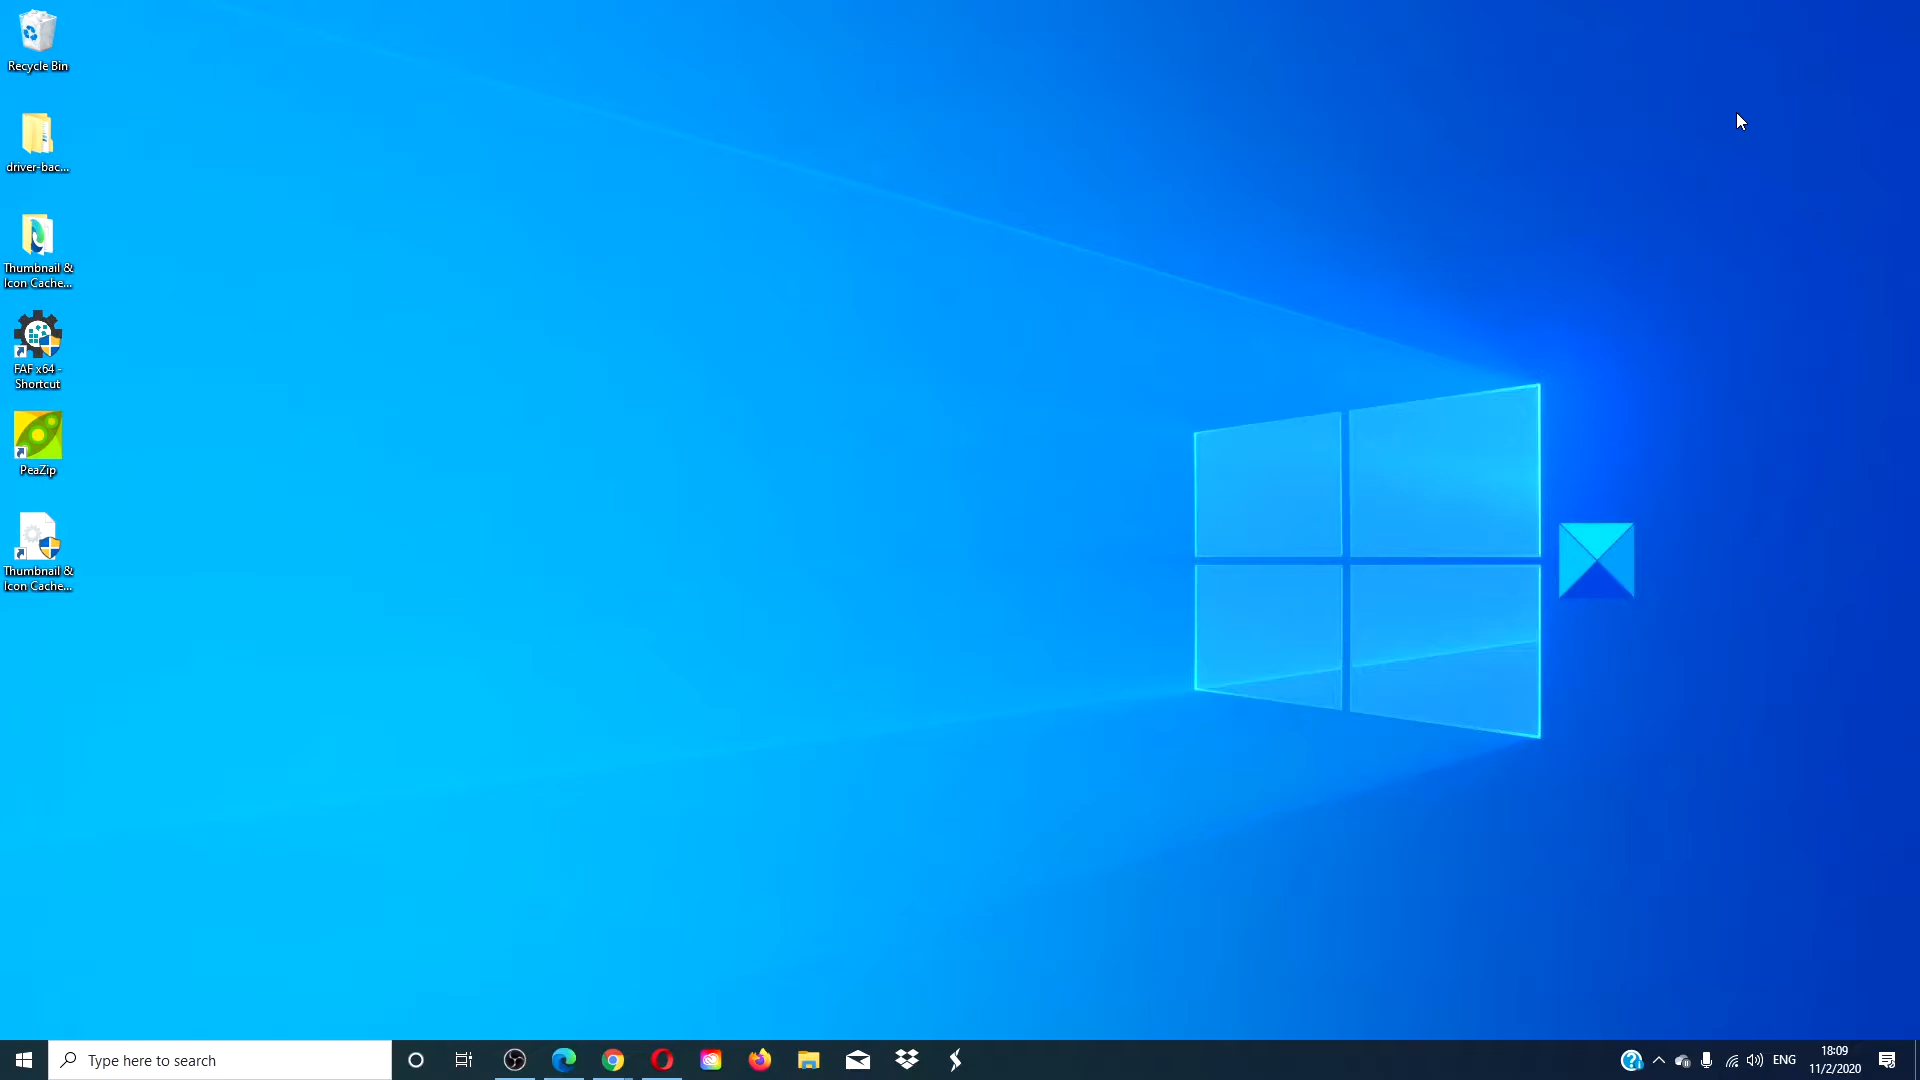 Recycle Bin
driver-bac...
Thumbnail &
Icon Cache...
FAF x64 -
Shortcut
PeaZip
Thumbnail &
Icon Cache...
Type here to search
ENG
18:09
11/2/2020